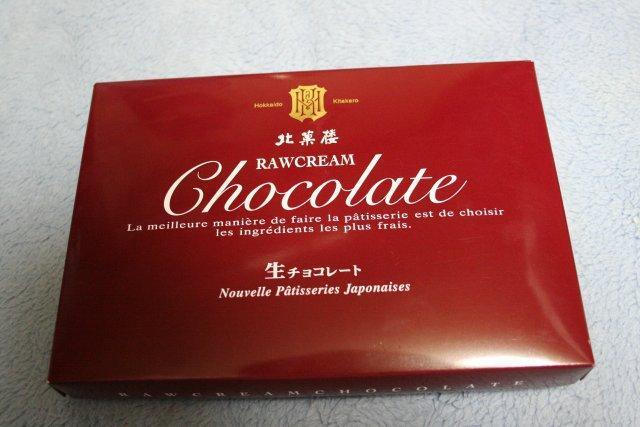 Hokkaido Kitakaro
北菓楼
RAWCREAM
Chocolate
La meilleure manière de faire la pâtisserie est de choisir
les ingrédients les plus frais.
生チョコレート
Nouvelle Pâtisseries Japonaises
RAWCREAMCHOCOLATE